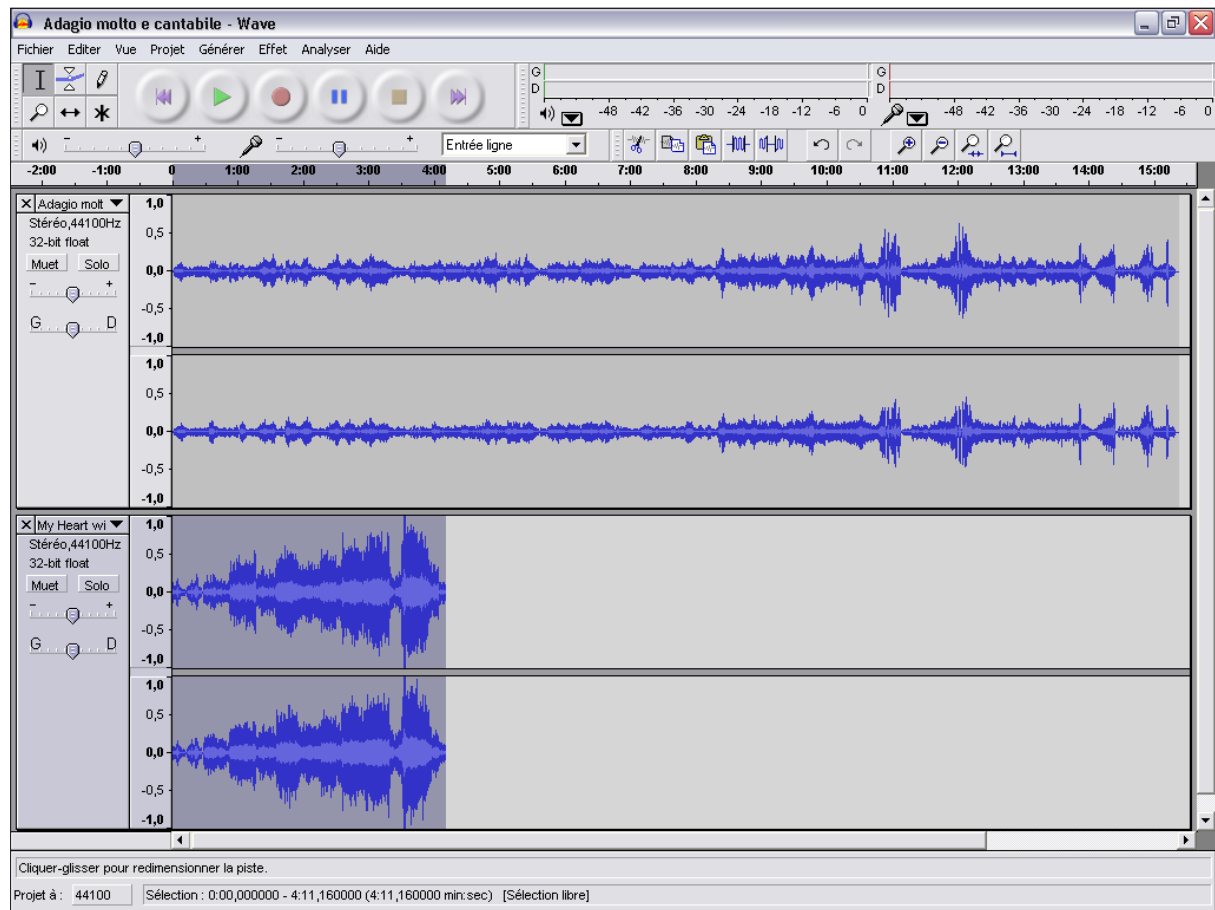 Adagio molto e cantabile - Wave
Fichier Editer Vue Projet Générer Effet Analyser Aide
G
D
-48 -42 -36 -30 -24 -18 -12 -6 0
G
D
-48 -42 -36 -30 -24 -18 -12 -6 0
- + - + Entrée ligne
-2:00 -1:00 0 1:00 2:00 3:00 4:00 5:00 6:00 7:00 8:00 9:00 10:00 11:00 12:00 13:00 14:00 15:00
Adagio molt
Stéréo,44100Hz
32-bit float
Muet Solo
- +
G D
1,0
0,5
0,0
-0,5
-1,0
1,0
0,5
0,0
-0,5
-1,0
My Heart wi
Stéréo,44100Hz
32-bit float
Muet Solo
- +
G D
1,0
0,5
0,0
-0,5
-1,0
1,0
0,5
0,0
-0,5
-1,0
Cliquer-glisser pour redimensionner la piste.
Projet à : 44100 Sélection : 0:00,000000 - 4:11,160000 (4:11,160000 min:sec) [Sélection libre]